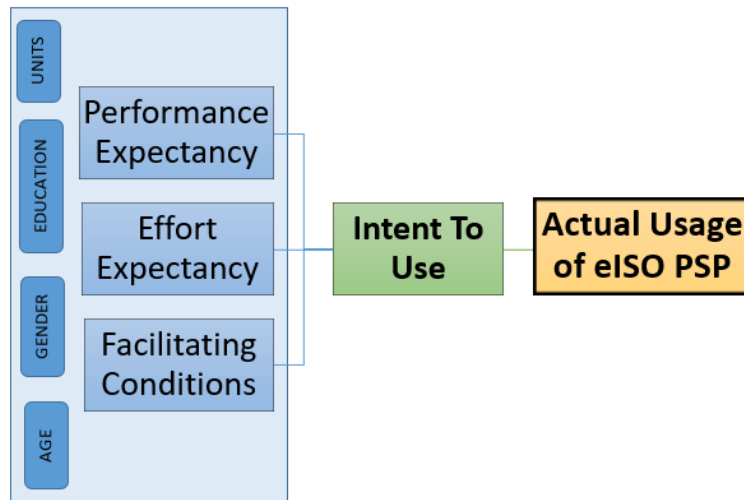 UNITS
EDUCATION
GENDER
AGE
Performance
Expectancy
Effort
Expectancy
Facilitating
Conditions
Intent To
Use
Actual Usage
of eISO PSP